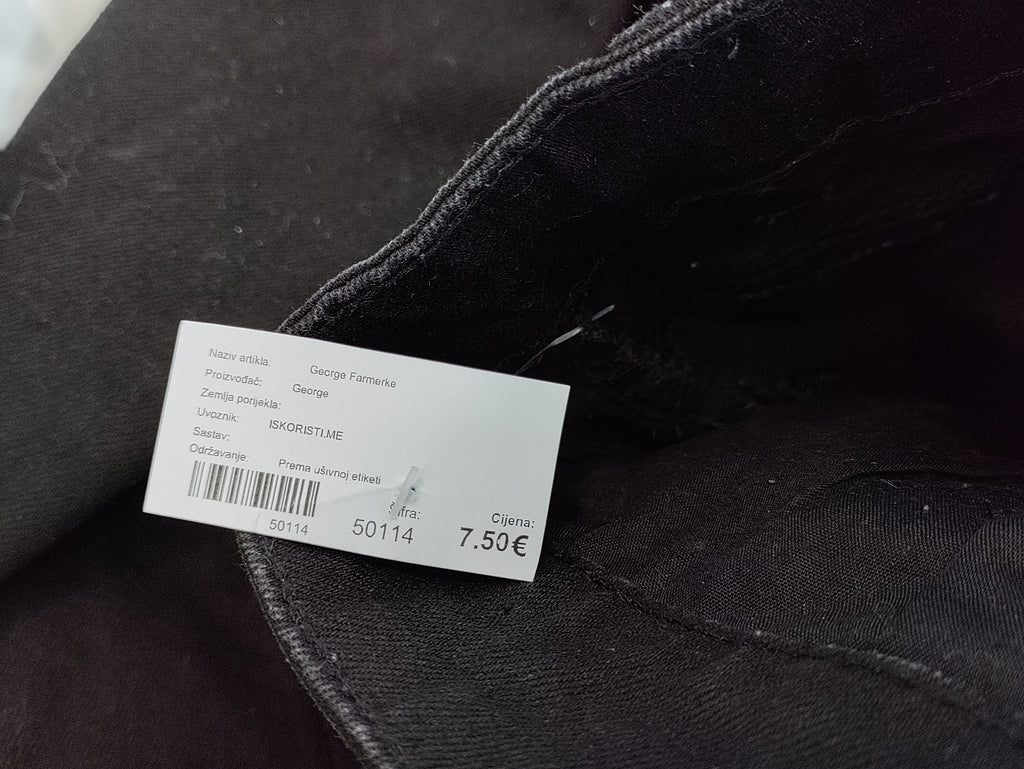 Naziv artikla: George Farmerke
Proizvođač: George
Zemlja porijekla:
Uvoznik: ISKORISTI.ME
Sastav:
Održavanje: Prema ušivnoj etiketi
Šifra: Cijena:
50114 50114 7.50€